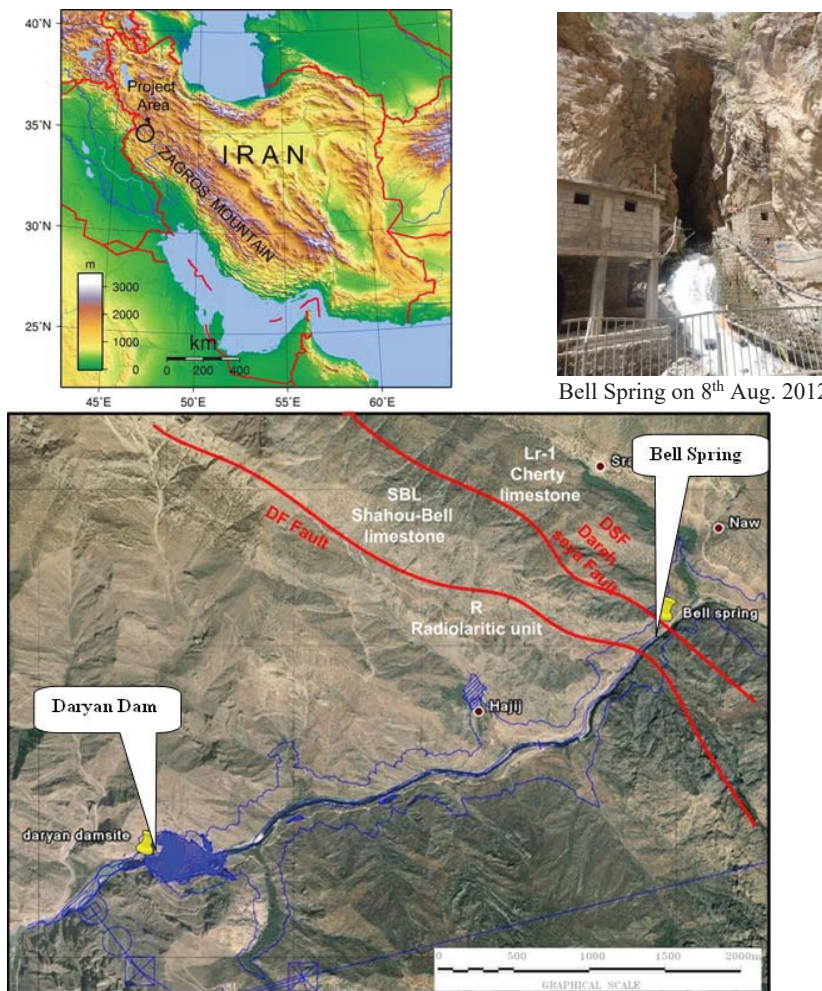 40°N
35°N
30°N
25°N
45°E
50°E
55°E
60°E
Project
Area
IRAN
ZAGROS MOUNTAIN
m
3000
2000
1000
0
km
0 200 400
Bell Spring on 8th Aug. 2012
Lr-1
Cherty
limestone
SBL
Shahou-Bell
limestone
DF Fault
DSF
Fault
R
Radiolaritic unit
Bell Spring
Naw
Bell spring
Hajij
Daryan Dam
daryan damsite
0 500 1000 1500 2000m
GRAPHICAL SCALE